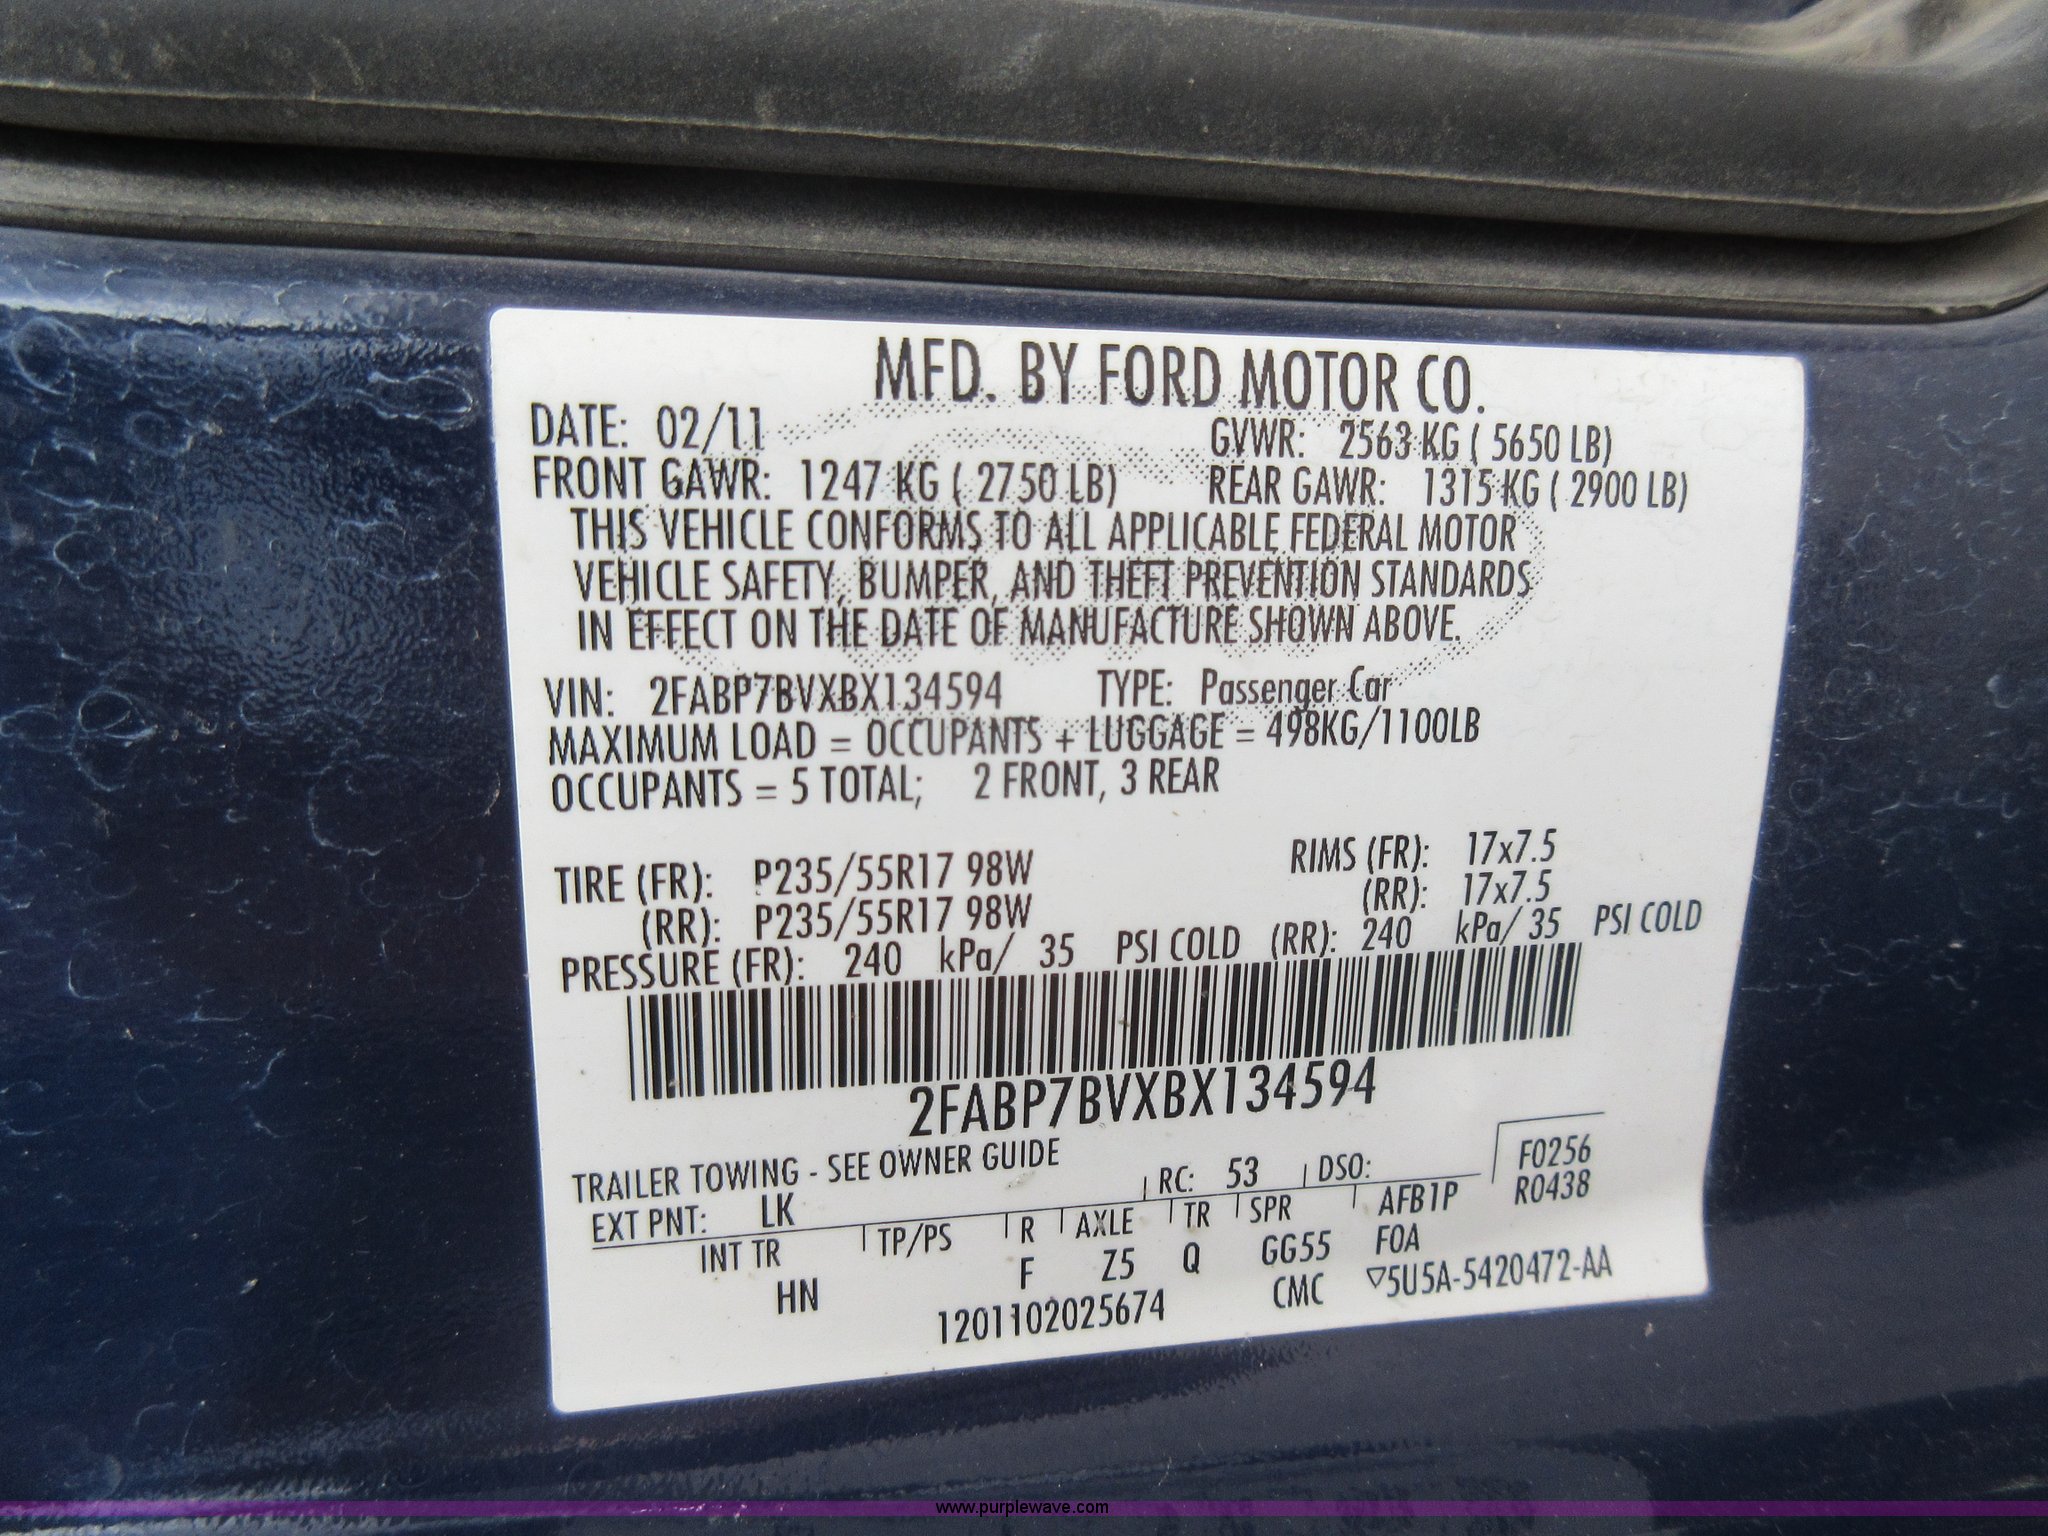 MFD. BY FORD MOTOR CO.
DATE: 02/11 GVWR: 2563 KG ( 5650 LB)
FRONT GAWR: 1247 KG ( 2750 LB) REAR GAWR: 1315 KG ( 2900 LB)
THIS VEHICLE CONFORMS TO ALL APPLICABLE FEDERAL MOTOR
VEHICLE SAFETY, BUMPER, AND THEFT PREVENTION STANDARDS
IN EFFECT ON THE DATE OF MANUFACTURE SHOWN ABOVE.
VIN: 2FABP7BVXBX134594 TYPE: Passenger Car
MAXIMUM LOAD = OCCUPANTS + LUGGAGE = 498KG/1100LB
OCCUPANTS = 5 TOTAL; 2 FRONT, 3 REAR
TIRE (FR): P235/55R17 98W RIMS (FR): 17x7.5
(RR): P235/55R17 98W (RR): 17x7.5
PRESSURE (FR): 240 kPa/ 35 PSI COLD (RR): 240 kPa/ 35 PSI COLD
2FABP7BVXBX134594
TRAILER TOWING - SEE OWNER GUIDE
F0256
EXT PNT: LK RC: 53 DSO: R0438
INT TR TP/PS R AXLE TR SPR AFB1P
HN F Z5 Q GG55 FOA
1201102025674 CMC ▽5U5A-5420472-AA
www.purplewave.com